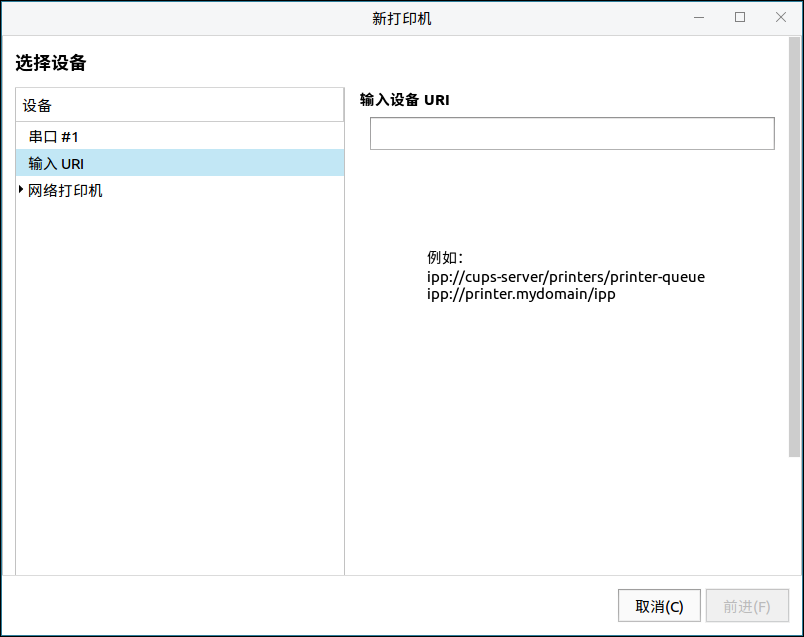 新打印机
选择设备
设备
串口 #1
输入 URI
网络打印机
输入设备 URI
例如：
ipp://cups-server/printers/printer-queue
ipp://printer.mydomain/ipp
取消(C)
前进(F)